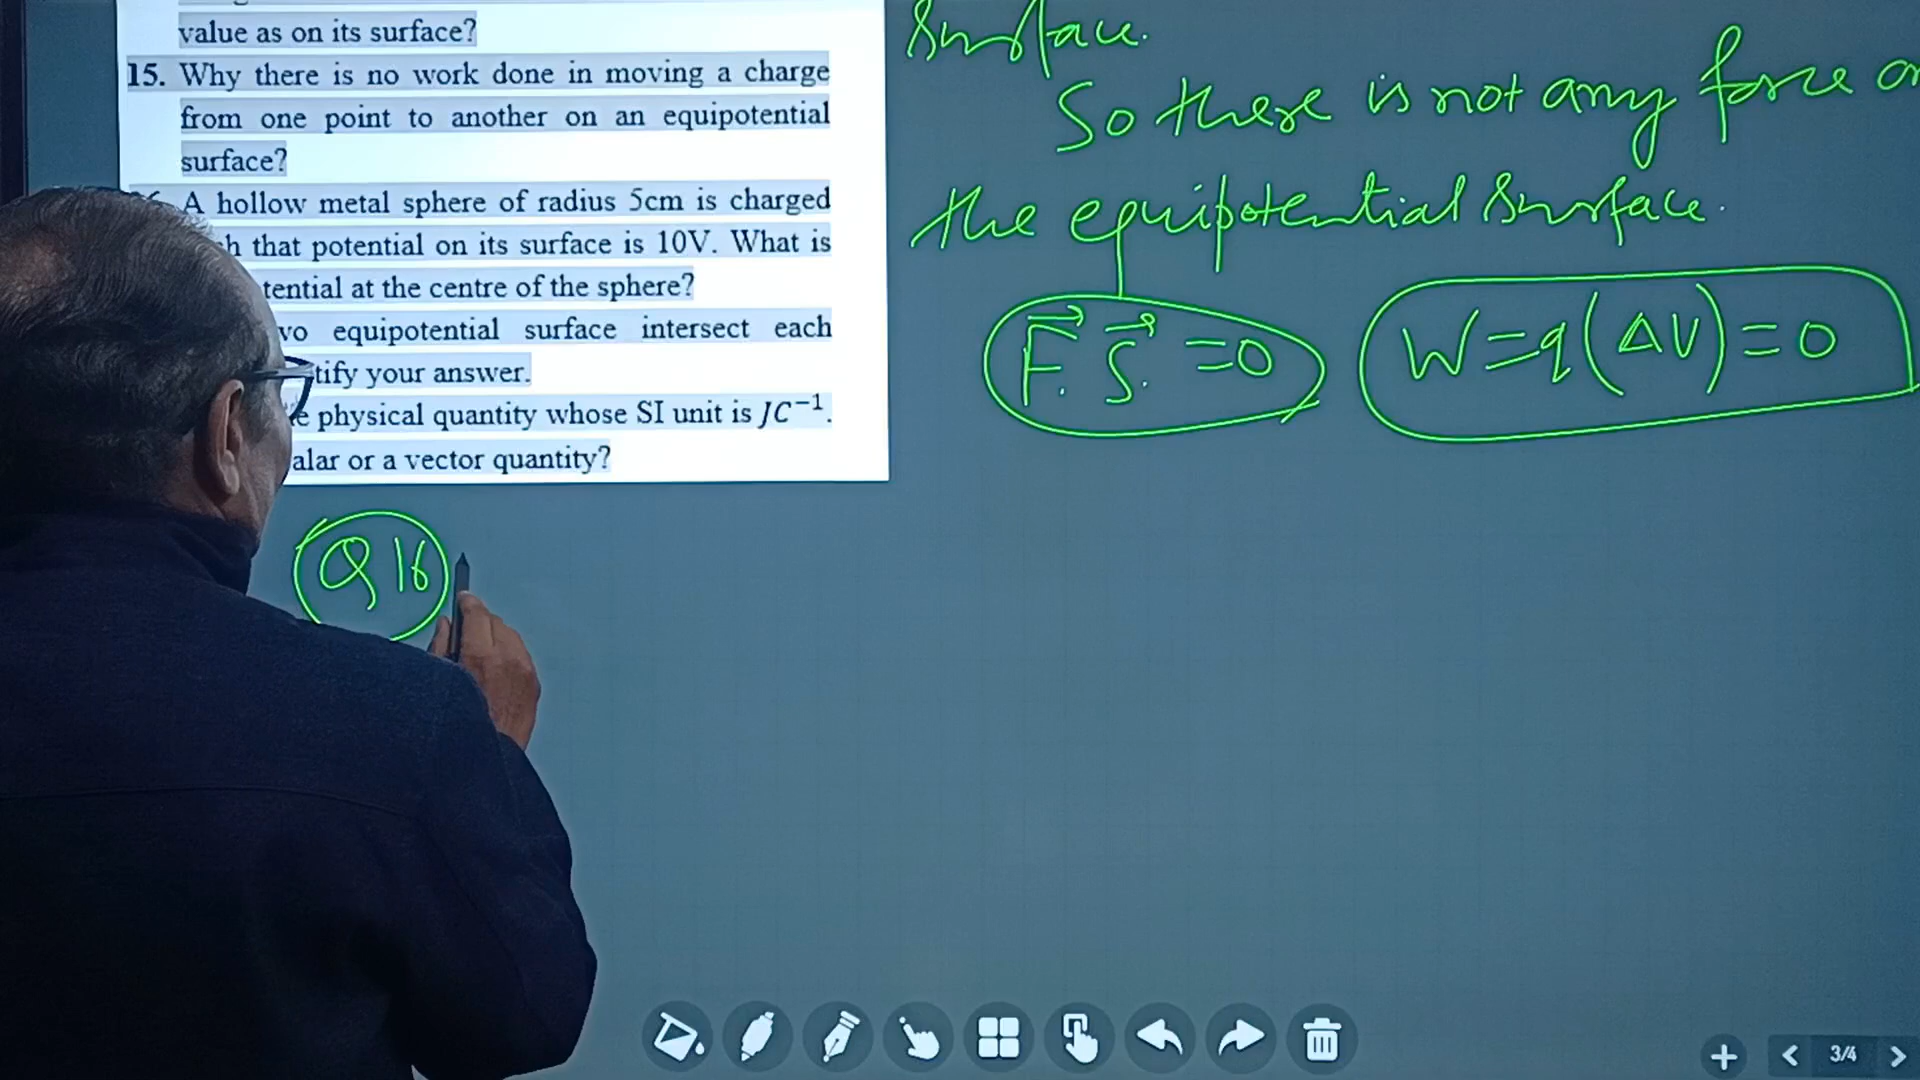 value as on its surface?
15. Why there is no work done in moving a charge
from one point to another on an equipotential
surface?
A hollow metal sphere of radius 5cm is charged
h that potential on its surface is 10V. What is
tential at the centre of the sphere?
vo equipotential surface intersect each
tify your answer.
e physical quantity whose SI unit is JC⁻¹.
alar or a vector quantity?
Surface.
So there is not any force on
the equipotential Surface.
F. S. = 0
W = q(ΔV) = 0
Q 16
3/4